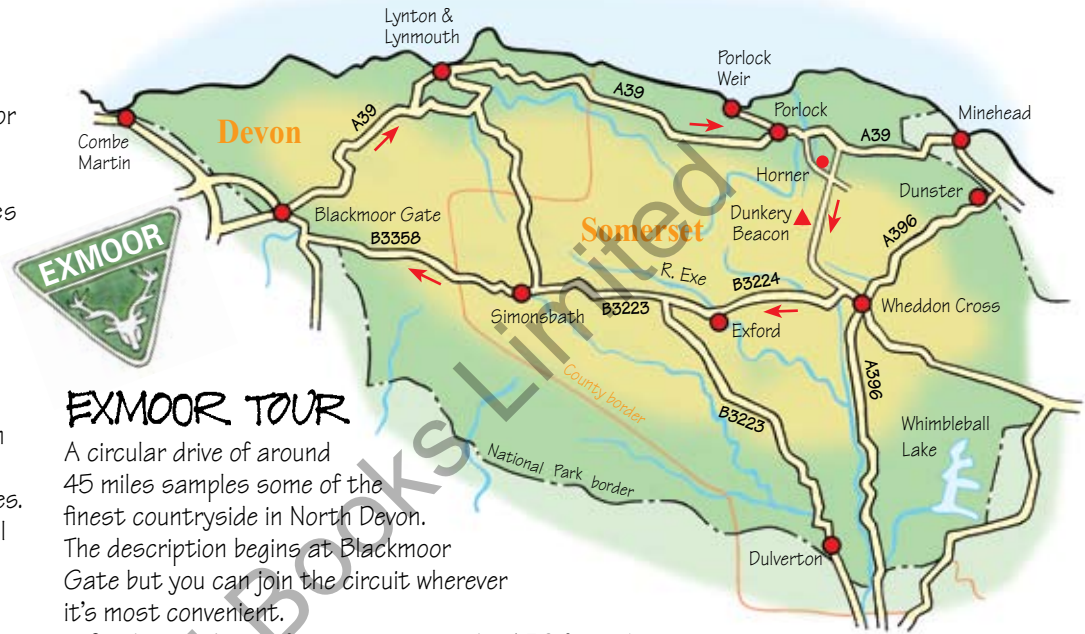 Lynton &
Lynmouth
Porlock
Weir
A39
Porlock
Minehead
or
Combe
Martin
Devon
A39
A39
Horner
Dunster
es
Blackmoor Gate
Dunkery
Beacon
Somerset
A396
EXMOOR
B3358
R. Exe
B3224
Simonsbath
B3223
Exford
Wheddon Cross
County border
B3223
A396
Whimbleball
Lake
National Park border
Dulverton
EXMOOR TOUR
A circular drive of around
45 miles samples some of the
finest countryside in North Devon.
The description begins at Blackmoor
Gate but you can join the circuit wherever
it's most convenient.
n
es.
l
Books Limited